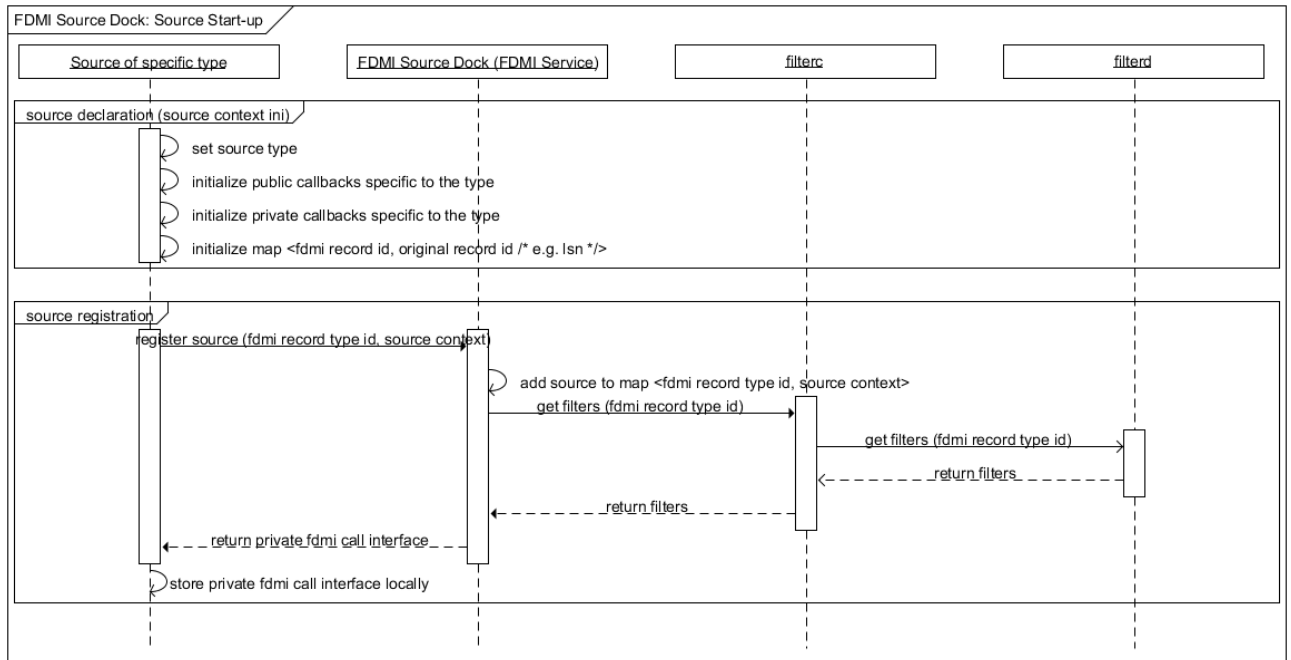 FDMI Source Dock: Source Start-up
Source of specific type
FDMI Source Dock (FDMI Service)
filterc
filterd
source declaration (source context ini)
set source type
initialize public callbacks specific to the type
initialize private callbacks specific to the type
initialize map <fdmi record id, original record id /* e.g. lsn */>
source registration
register source (fdmi record type id, source context)
add source to map <fdmi record type id, source context>
get filters (fdmi record type id)
get filters (fdmi record type id)
return filters
return filters
return private fdmi call interface
store private fdmi call interface locally